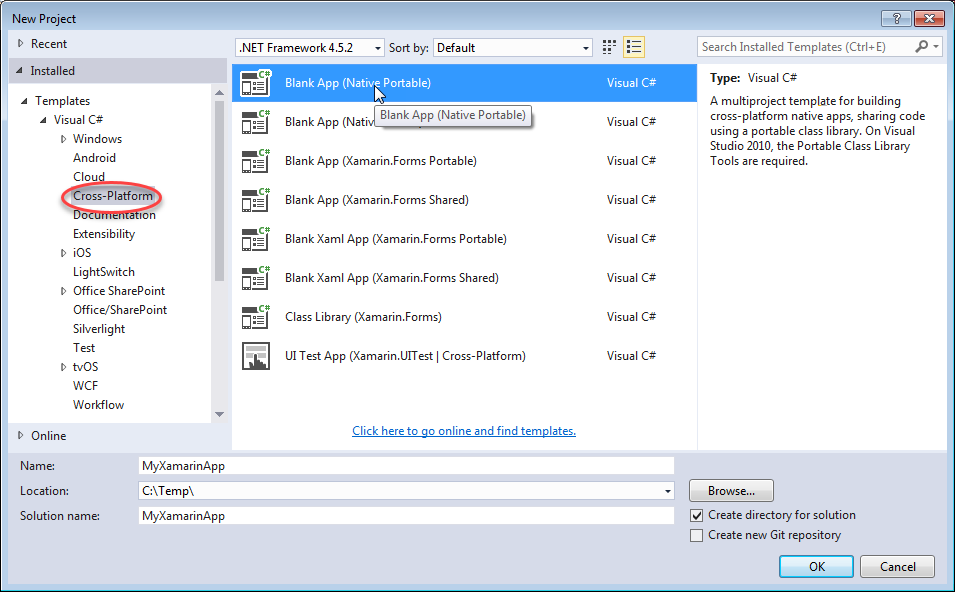 New Project
Recent
.NET Framework 4.5.2 Sort by: Default
Search Installed Templates (Ctrl+E)
Installed
Templates
Visual C#
Windows
Android
Cloud
Cross-Platform
Documentation
Extensibility
iOS
LightSwitch
Office SharePoint
Office/SharePoint
Silverlight
Test
tvOS
WCF
Workflow
Online
Blank App (Native Portable) Visual C#
Blank App (Native Portable)
Blank App (Nativ Visual C#
Blank App (Xamarin.Forms Portable) Visual C#
Blank App (Xamarin.Forms Shared) Visual C#
Blank Xaml App (Xamarin.Forms Portable) Visual C#
Blank Xaml App (Xamarin.Forms Shared) Visual C#
Class Library (Xamarin.Forms) Visual C#
UI Test App (Xamarin.UITest | Cross-Platform) Visual C#
Click here to go online and find templates.
Type: Visual C#
A multiproject template for building
cross-platform native apps, sharing code
using a portable class library. On Visual
Studio 2010, the Portable Class Library
Tools are required.
Name: MyXamarinApp
Location: C:\Temp\
Browse...
Solution name: MyXamarinApp
Create directory for solution
Create new Git repository
OK Cancel